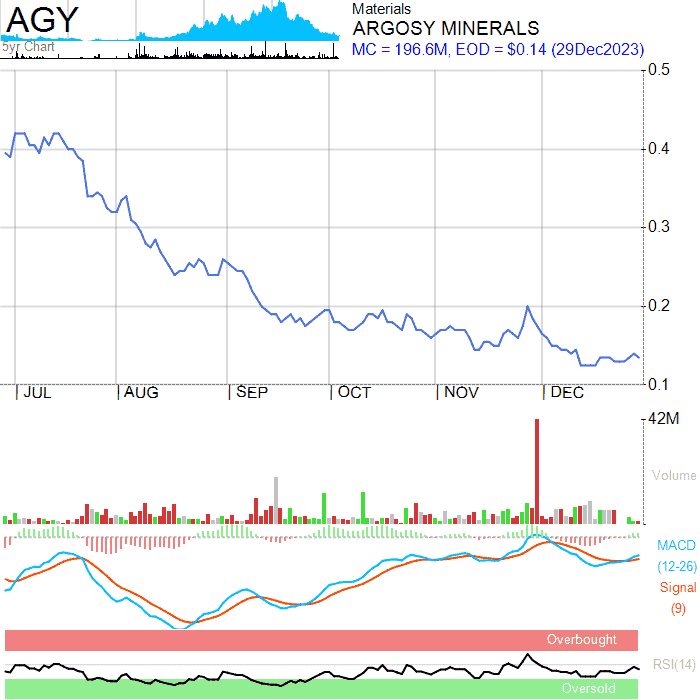 AGY
5yr Chart
Materials
ARGOSY MINERALS
MC = 196.6M, EOD = $0.14 (29Dec2023)
0.5
0.4
0.3
0.2
0.1
JUL AUG SEP OCT NOV DEC
42M
Volume
MACD
(12-26)
Signal
(9)
Overbought
RSI(14)
Oversold